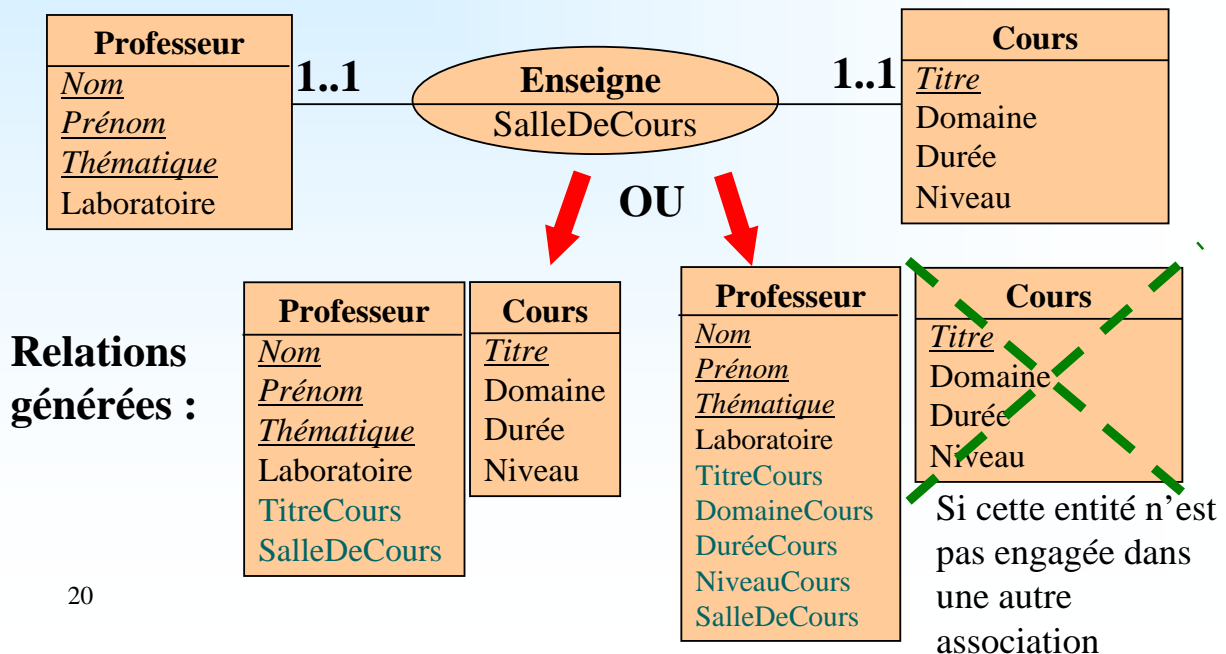 Professeur
Nom
Prénom
Thématique
Laboratoire
1..1
Enseigne
SalleDeCours
1..1
Cours
Titre
Domaine
Durée
Niveau
OU
Relations
générées :
Professeur
Nom
Prénom
Thématique
Laboratoire
TitreCours
SalleDeCours
Cours
Titre
Domaine
Durée
Niveau
Professeur
Nom
Prénom
Thématique
Laboratoire
TitreCours
DomaineCours
DuréeCours
NiveauCours
SalleDeCours
Cours
Titre
Domaine
Durée
Niveau
Si cette entité n’est
pas engagée dans
une autre
association
20